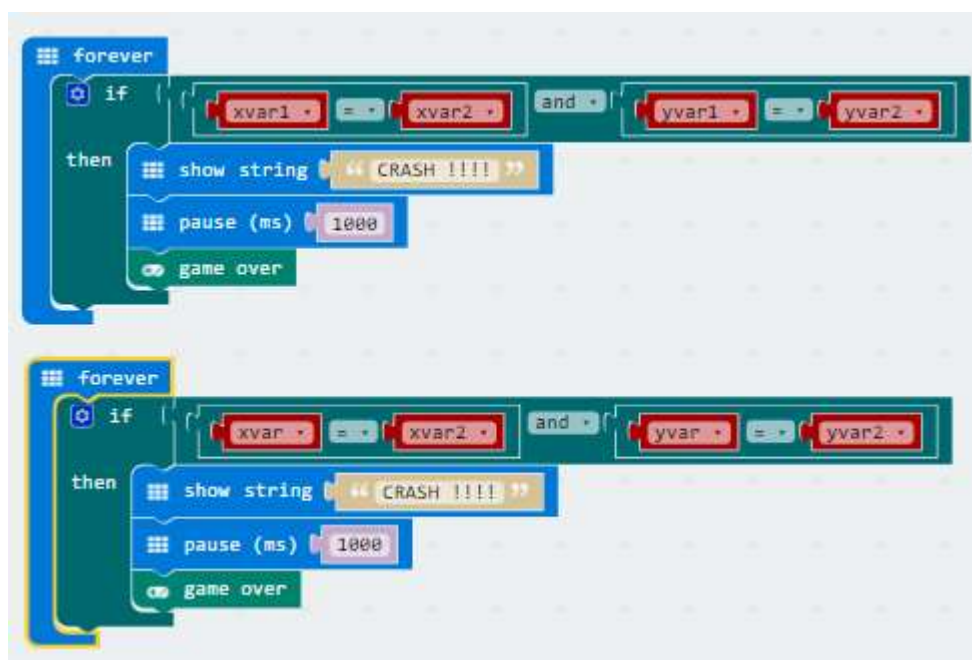 forever
if xvar1 = xvar2 and yvar1 = yvar2
then
show string “ CRASH !!!! ”
pause (ms) 1000
game over
forever
if xvar = xvar2 and yvar = yvar2
then
show string “ CRASH !!!! ”
pause (ms) 1000
game over